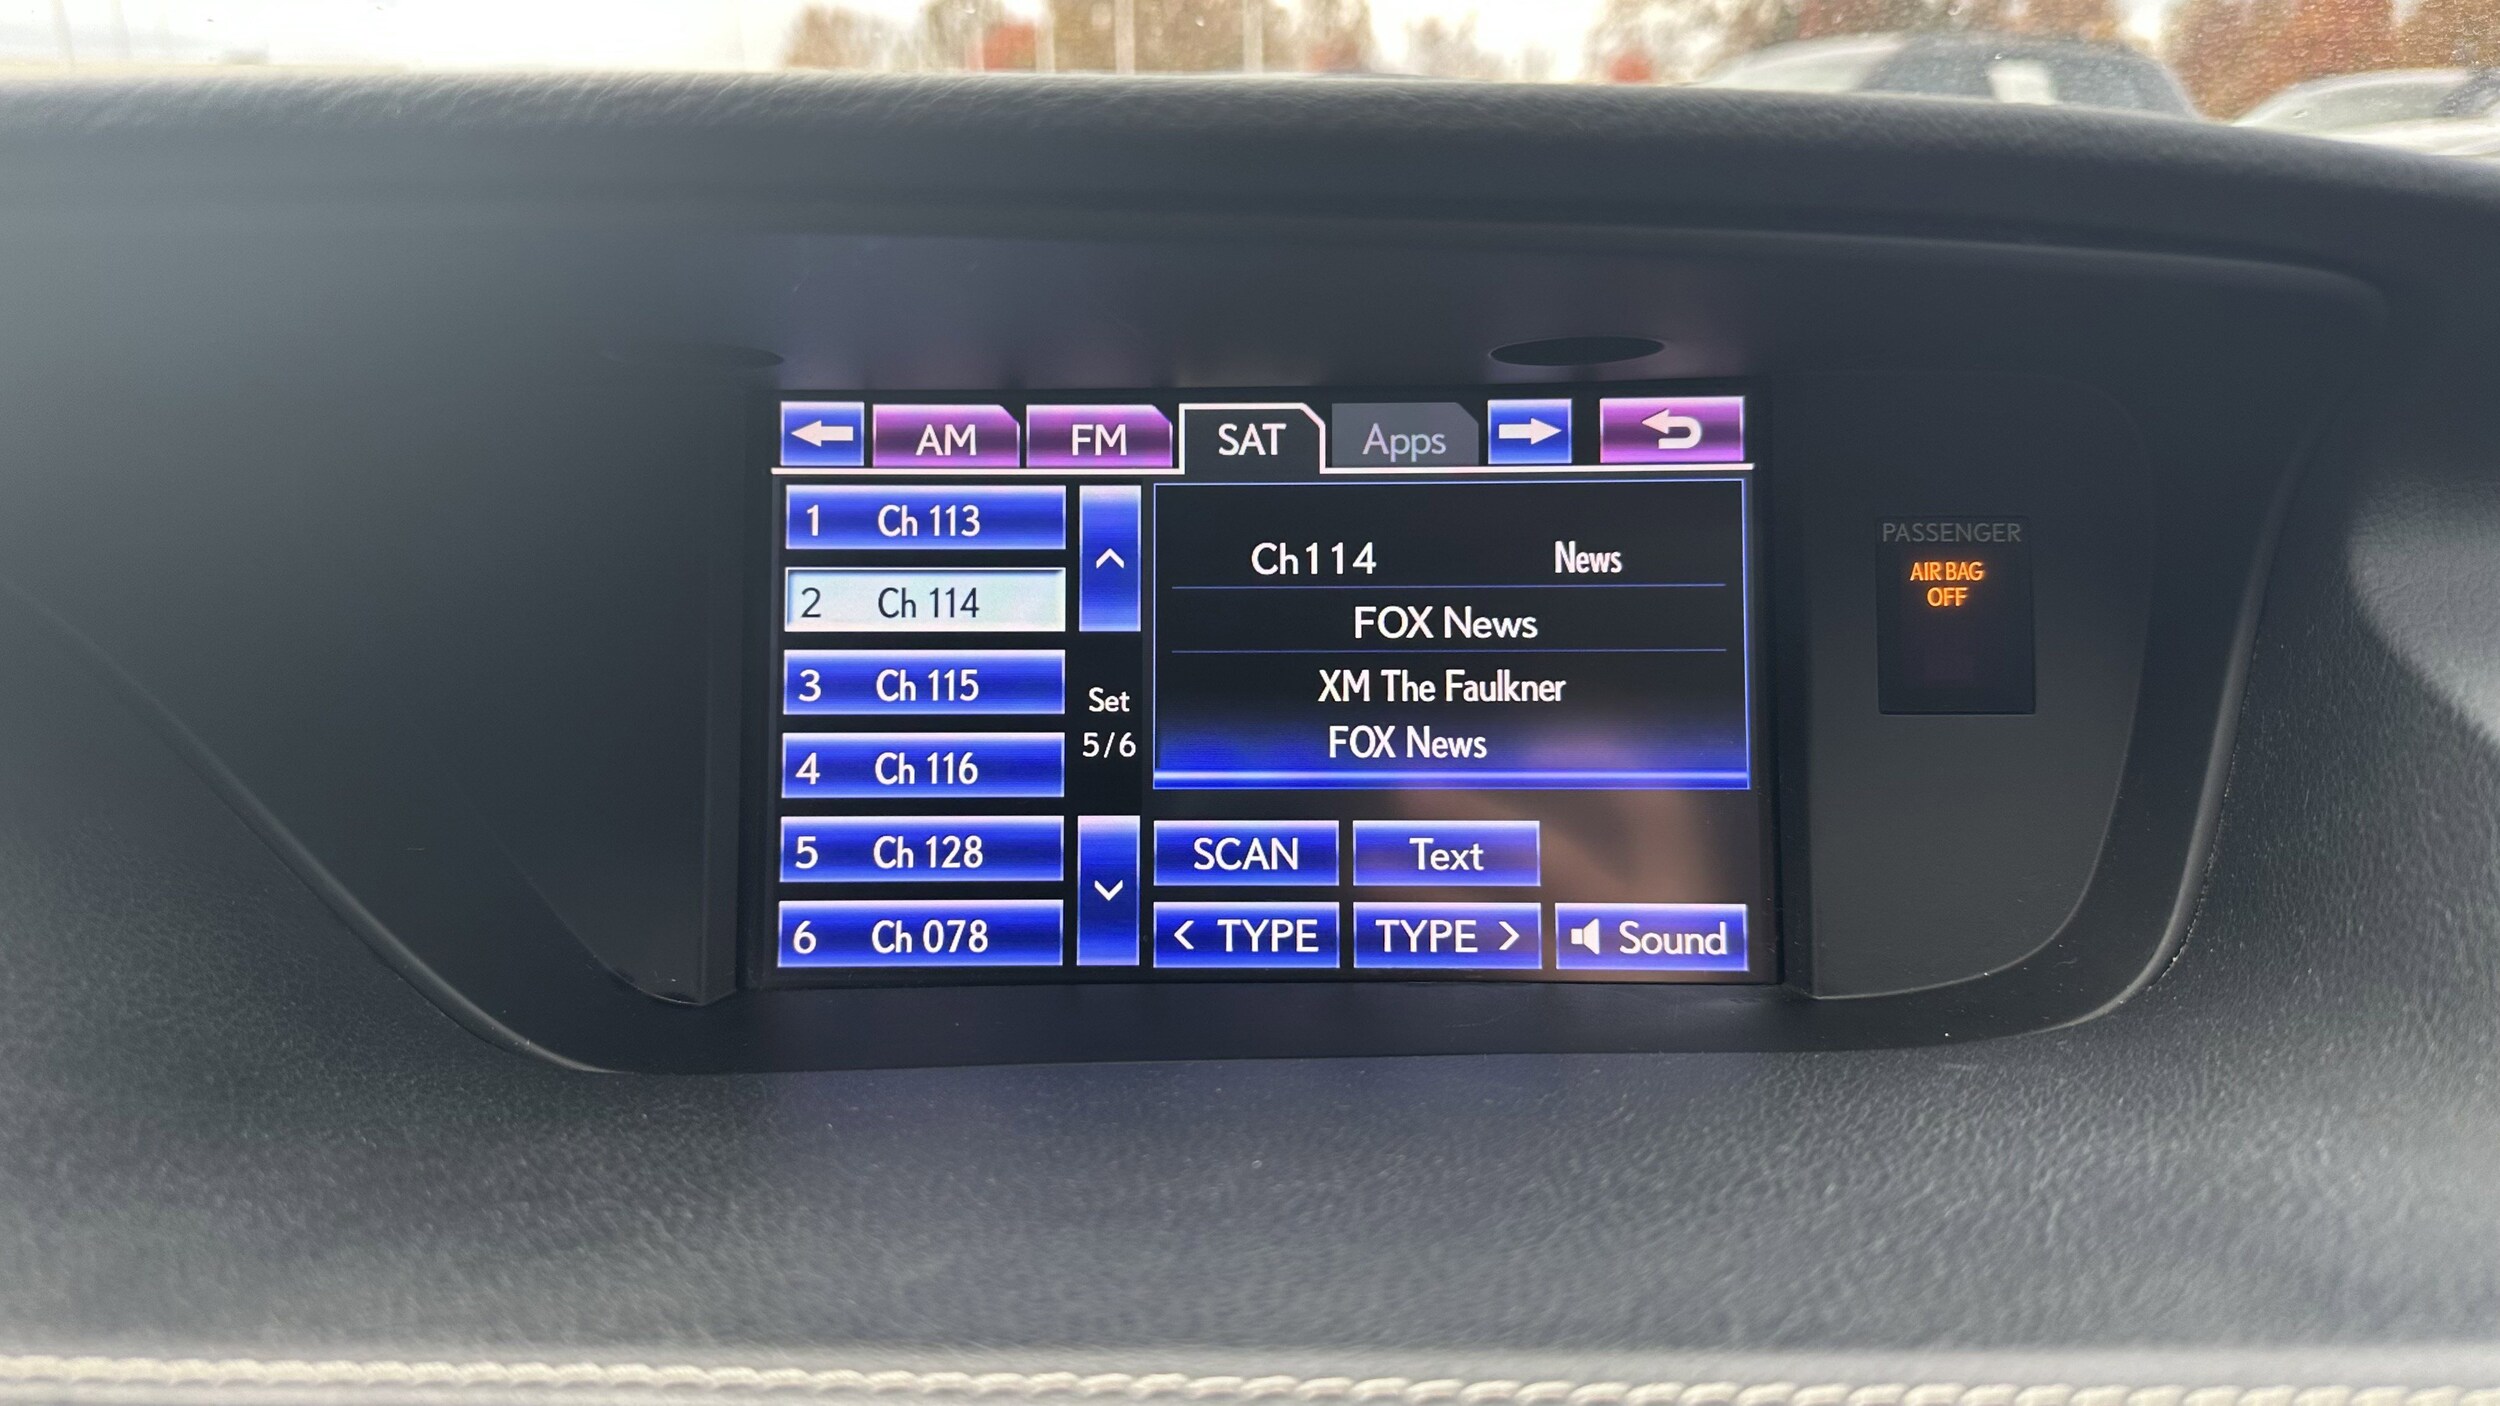 AM FM SAT Apps
1 Ch 113
2 Ch 114
3 Ch 115
4 Ch 116
5 Ch 128
6 Ch 078
Set
5/6
Ch114 News
FOX News
XM The Faulkner
FOX News
SCAN Text
< TYPE TYPE > Sound
PASSENGER
AIR BAG
OFF